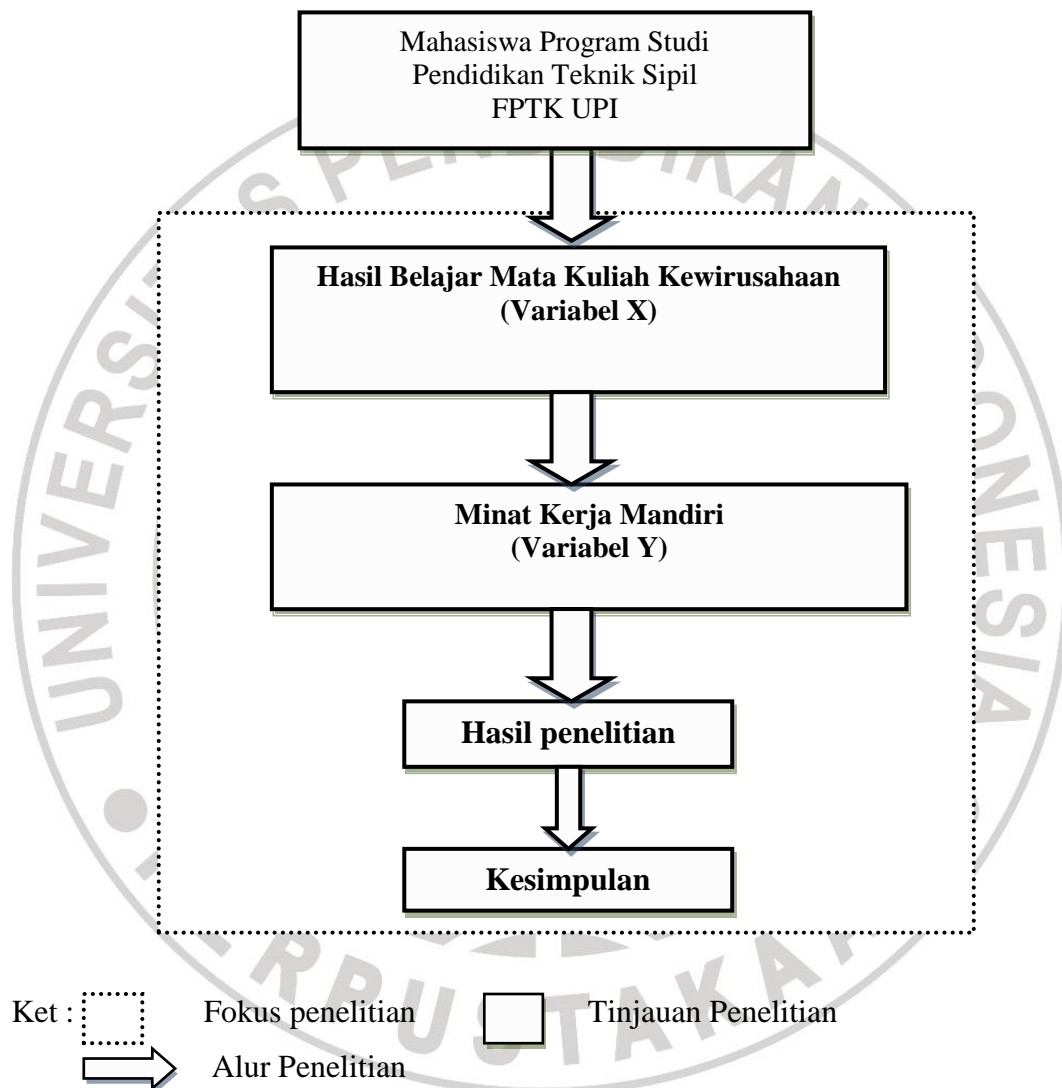 Mahasiswa Program Studi
Pendidikan Teknik Sipil
FPTK UPI
Hasil Belajar Mata Kuliah Kewirusahaan
(Variabel X)
Minat Kerja Mandiri
(Variabel Y)
Hasil penelitian
Kesimpulan
Ket :
Fokus penelitian
Tinjauan Penelitian
Alur Penelitian